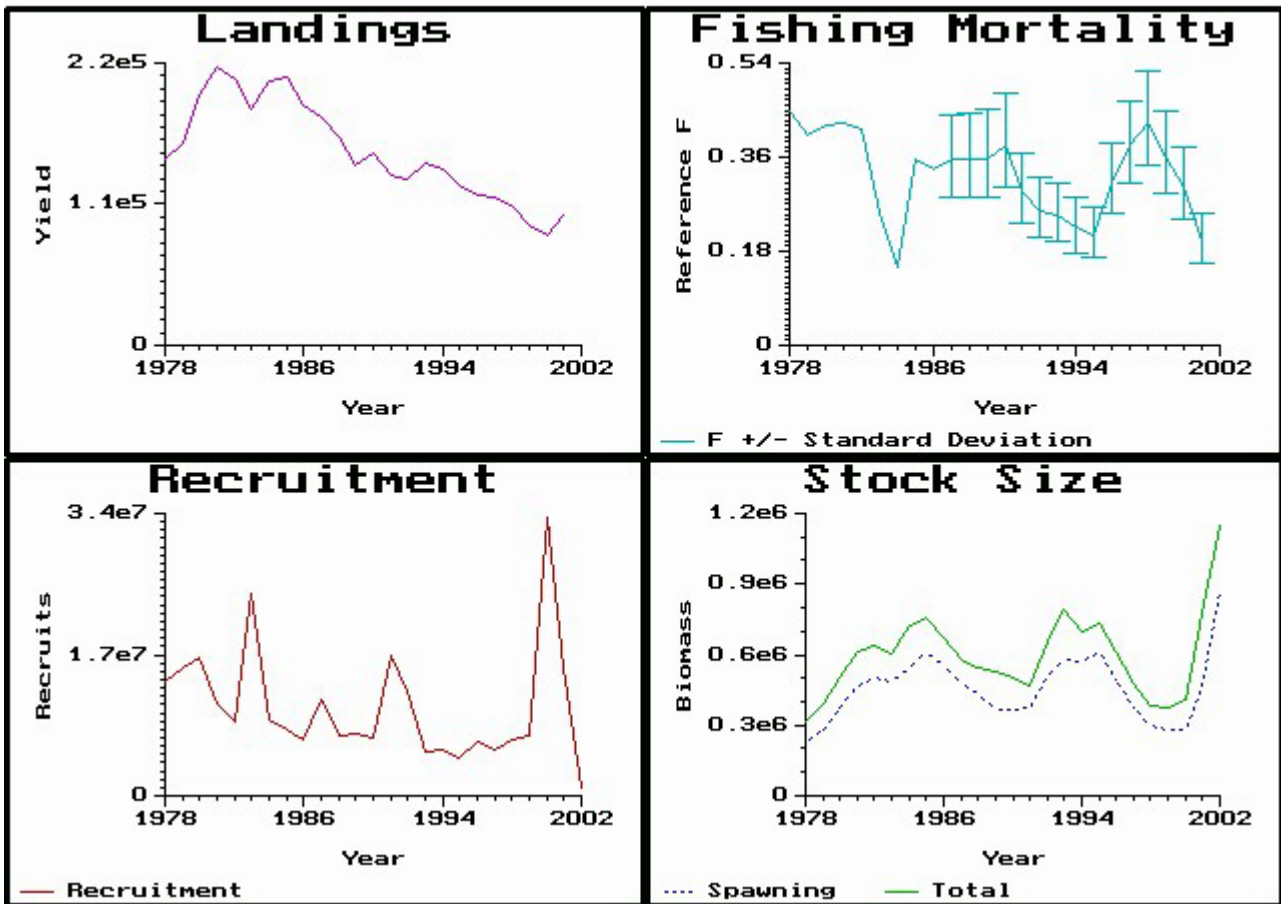 Landings
2.2e5
1.1e5
0
Yield
1978 1986 1994 2002
Year
Fishing Mortality
0.54
0.36
0.18
0
Reference F
1978 1986 1994 2002
Year
F +/- Standard Deviation
Recruitment
3.4e7
1.7e7
0
Recruits
1978 1986 1994 2002
Year
Recruitment
Stock Size
1.2e6
0.9e6
0.6e6
0.3e6
0
Biomass
1978 1986 1994 2002
Year
Spawning Total